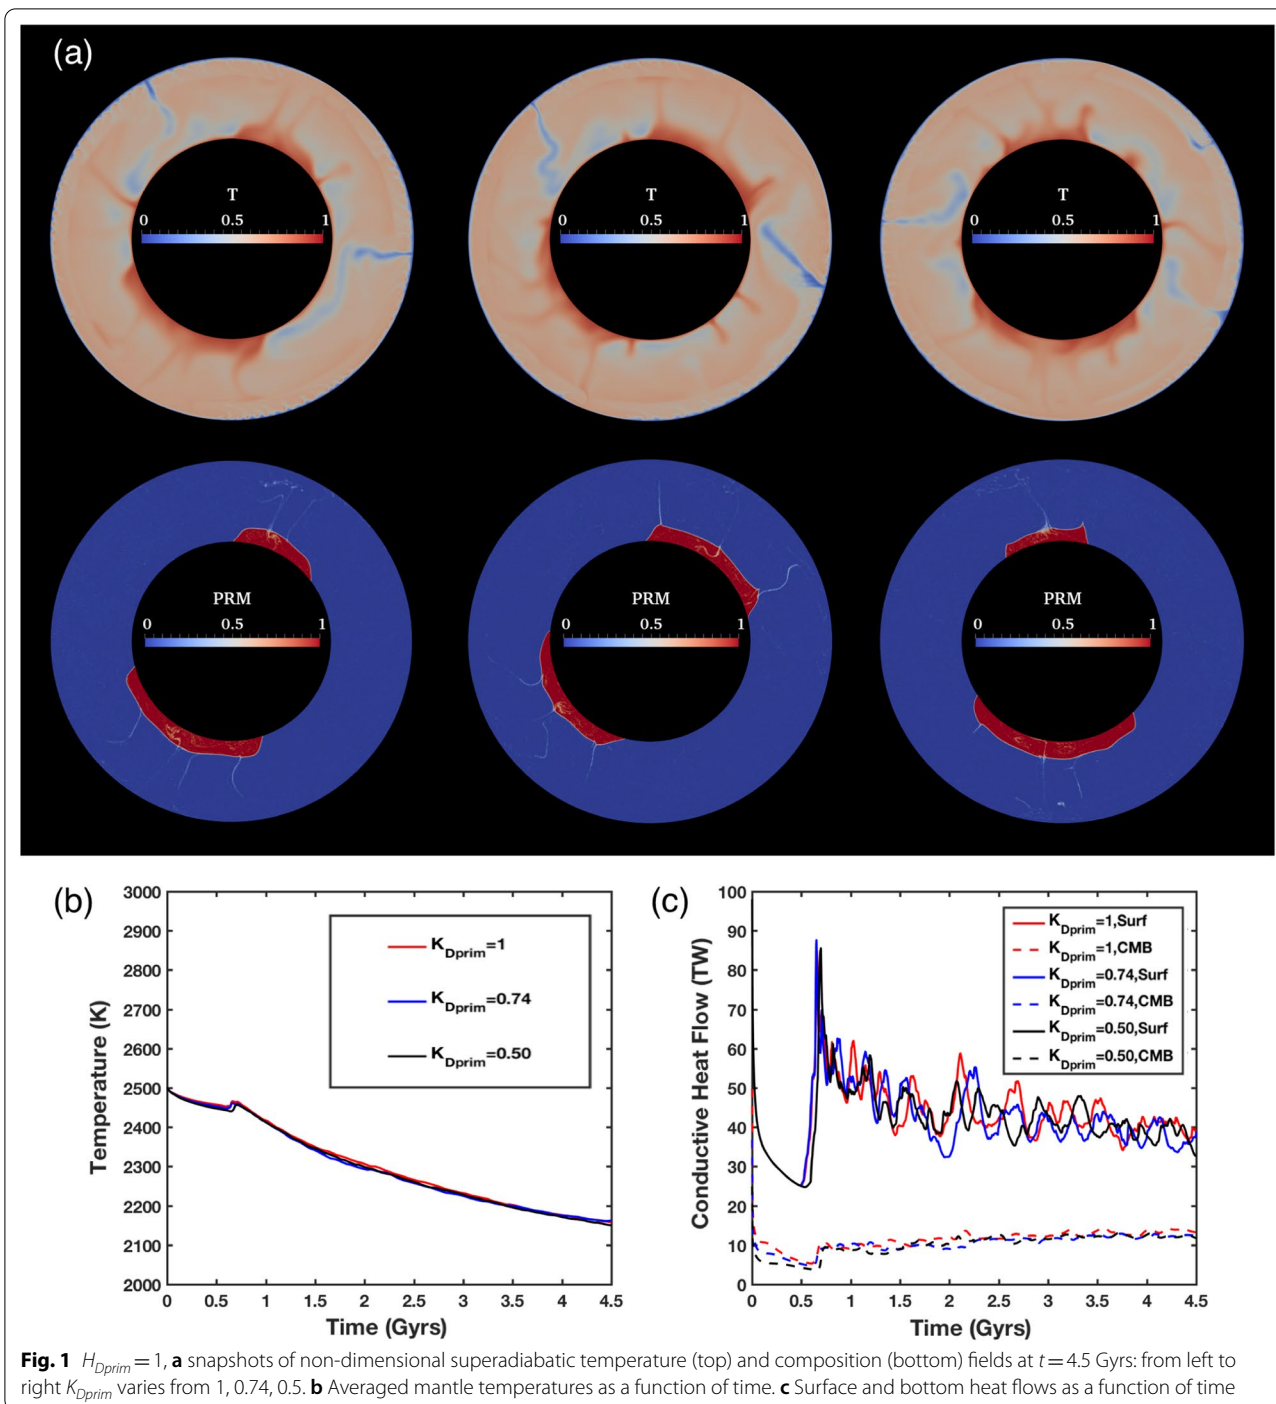 (a)
T
0 0.5 1
T
0 0.5 1
T
0 0.5 1
PRM
0 0.5 1
PRM
0 0.5 1
PRM
0 0.5 1
(b)
3000
2900
2800
2700
2600
2500
2400
2300
2200
2100
2000
Temperature (K)
K_Dprim=1
K_Dprim=0.74
K_Dprim=0.50
0 0.5 1 1.5 2 2.5 3 3.5 4 4.5
Time (Gyrs)
(c)
100
90
80
70
60
50
40
30
20
10
0
Conductive Heat Flow (TW)
K_Dprim=1,Surf
K_Dprim=1,CMB
K_Dprim=0.74,Surf
K_Dprim=0.74,CMB
K_Dprim=0.50,Surf
K_Dprim=0.50,CMB
0 0.5 1 1.5 2 2.5 3 3.5 4 4.5
Time (Gyrs)
Fig. 1 H_Dprim = 1, a snapshots of non-dimensional superadiabatic temperature (top) and composition (bottom) fields at t = 4.5 Gyrs: from left to
right K_Dprim varies from 1, 0.74, 0.5. b Averaged mantle temperatures as a function of time. c Surface and bottom heat flows as a function of time